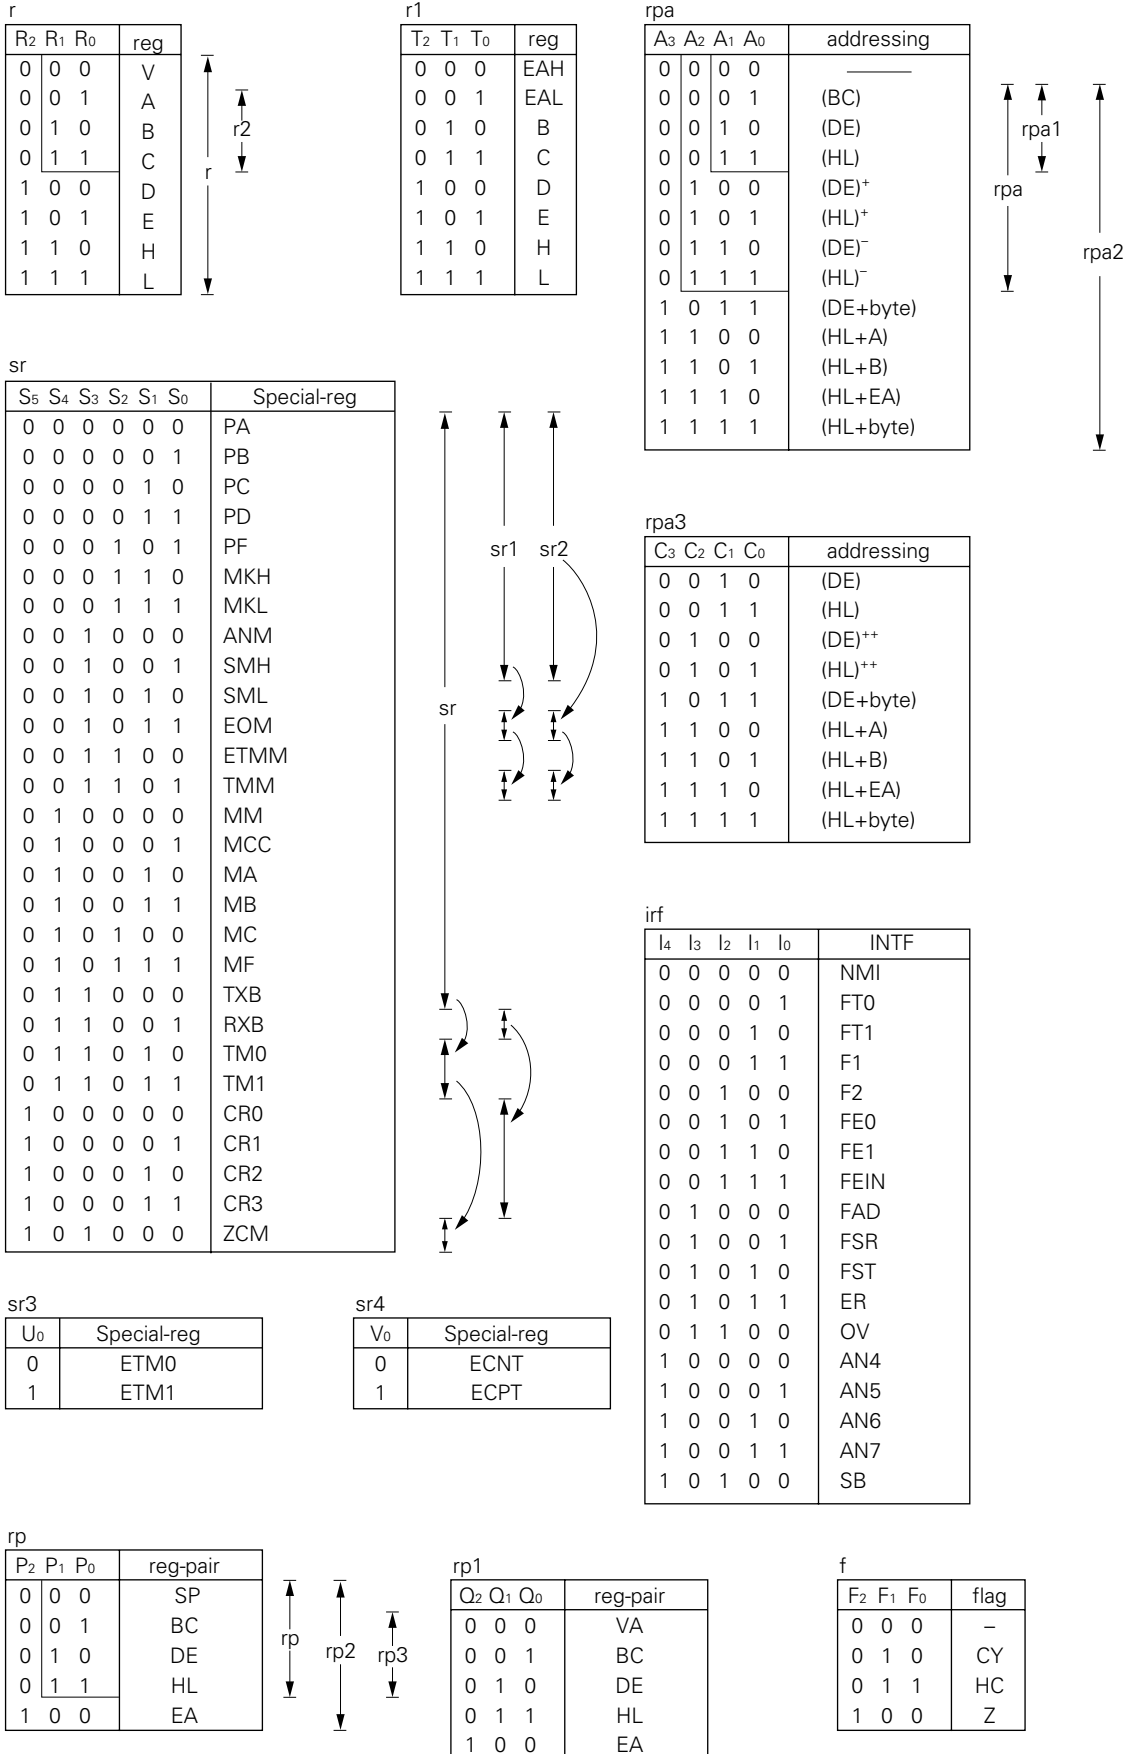 r
R2 R1 R0 reg
0 0 0 V
0 0 1 A
0 1 0 B
0 1 1 C
1 0 0 D
1 0 1 E
1 1 0 H
1 1 1 L
r2
r
r1
T2 T1 T0 reg
0 0 0 EAH
0 0 1 EAL
0 1 0 B
0 1 1 C
1 0 0 D
1 0 1 E
1 1 0 H
1 1 1 L
rpa
A3 A2 A1 A0 addressing
0 0 0 0 ———
0 0 0 1 (BC)
0 0 1 0 (DE)
0 0 1 1 (HL)
0 1 0 0 (DE)+
0 1 0 1 (HL)+
0 1 1 0 (DE)–
0 1 1 1 (HL)–
1 0 1 1 (DE+byte)
1 1 0 0 (HL+A)
1 1 0 1 (HL+B)
1 1 1 0 (HL+EA)
1 1 1 1 (HL+byte)
rpa1
rpa
rpa2
sr
S5 S4 S3 S2 S1 S0 Special-reg
0 0 0 0 0 0 PA
0 0 0 0 0 1 PB
0 0 0 0 1 0 PC
0 0 0 0 1 1 PD
0 0 0 1 0 1 PF
0 0 0 1 1 0 MKH
0 0 0 1 1 1 MKL
0 0 1 0 0 0 ANM
0 0 1 0 0 1 SMH
0 0 1 0 1 0 SML
0 0 1 0 1 1 EOM
0 0 1 1 0 0 ETMM
0 0 1 1 0 1 TMM
0 1 0 0 0 0 MM
0 1 0 0 0 1 MCC
0 1 0 0 1 0 MA
0 1 0 0 1 1 MB
0 1 0 1 0 0 MC
0 1 0 1 1 1 MF
0 1 1 0 0 0 TXB
0 1 1 0 0 1 RXB
0 1 1 0 1 0 TM0
0 1 1 0 1 1 TM1
1 0 0 0 0 0 CR0
1 0 0 0 0 1 CR1
1 0 0 0 1 0 CR2
1 0 0 0 1 1 CR3
1 0 1 0 0 0 ZCM
sr1 sr2
sr
rpa3
C3 C2 C1 C0 addressing
0 0 1 0 (DE)
0 0 1 1 (HL)
0 1 0 0 (DE)++
0 1 0 1 (HL)++
1 0 1 1 (DE+byte)
1 1 0 0 (HL+A)
1 1 0 1 (HL+B)
1 1 1 0 (HL+EA)
1 1 1 1 (HL+byte)
irf
I4 I3 I2 I1 I0 INTF
0 0 0 0 0 NMI
0 0 0 0 1 FT0
0 0 0 1 0 FT1
0 0 0 1 1 F1
0 0 1 0 0 F2
0 0 1 0 1 FE0
0 0 1 1 0 FE1
0 0 1 1 1 FEIN
0 1 0 0 0 FAD
0 1 0 0 1 FSR
0 1 0 1 0 FST
0 1 0 1 1 ER
0 1 1 0 0 OV
1 0 0 0 0 AN4
1 0 0 0 1 AN5
1 0 0 1 0 AN6
1 0 0 1 1 AN7
1 0 1 0 0 SB
sr3
U0 Special-reg
0 ETM0
1 ETM1
sr4
V0 Special-reg
0 ECNT
1 ECPT
rp
P2 P1 P0 reg-pair
0 0 0 SP
0 0 1 BC
0 1 0 DE
0 1 1 HL
1 0 0 EA
rp
rp2
rp3
rp1
Q2 Q1 Q0 reg-pair
0 0 0 VA
0 0 1 BC
0 1 0 DE
0 1 1 HL
1 0 0 EA
f
F2 F1 F0 flag
0 0 0 –
0 1 0 CY
0 1 1 HC
1 0 0 Z